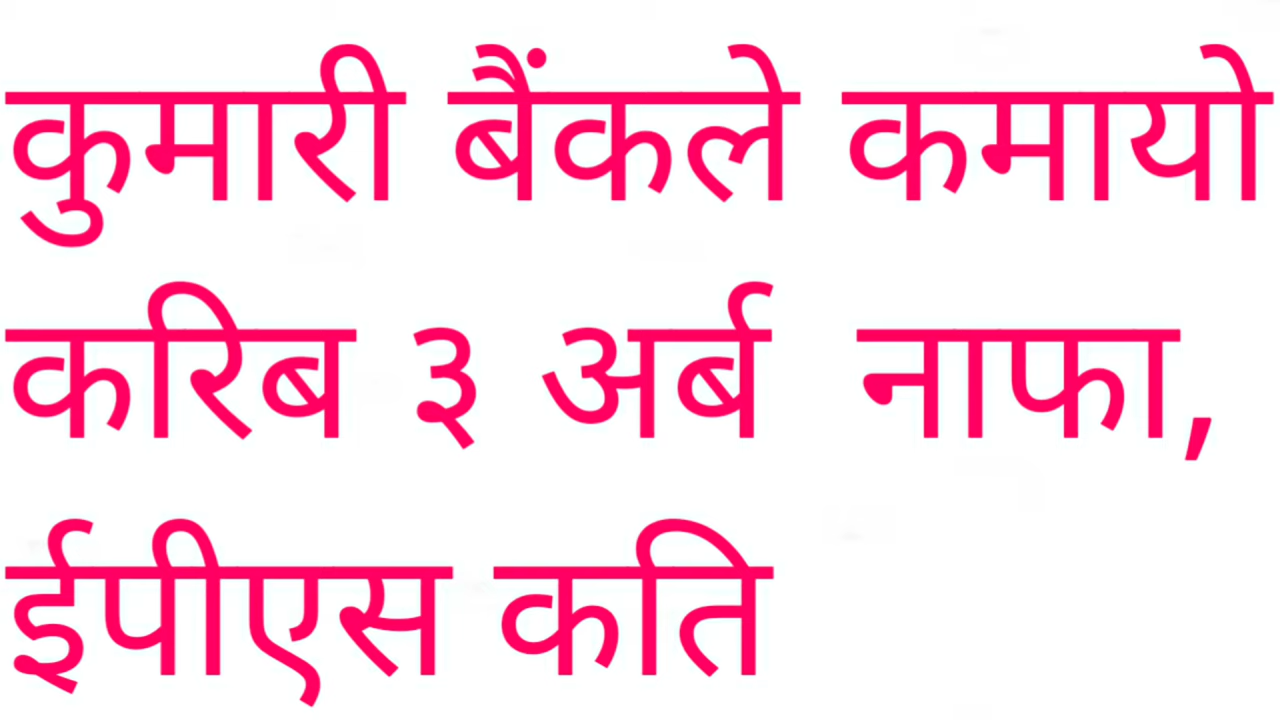 कुमारी बैंकले कमायो
करिब ३ अर्ब नाफा,
ईपीएस कति